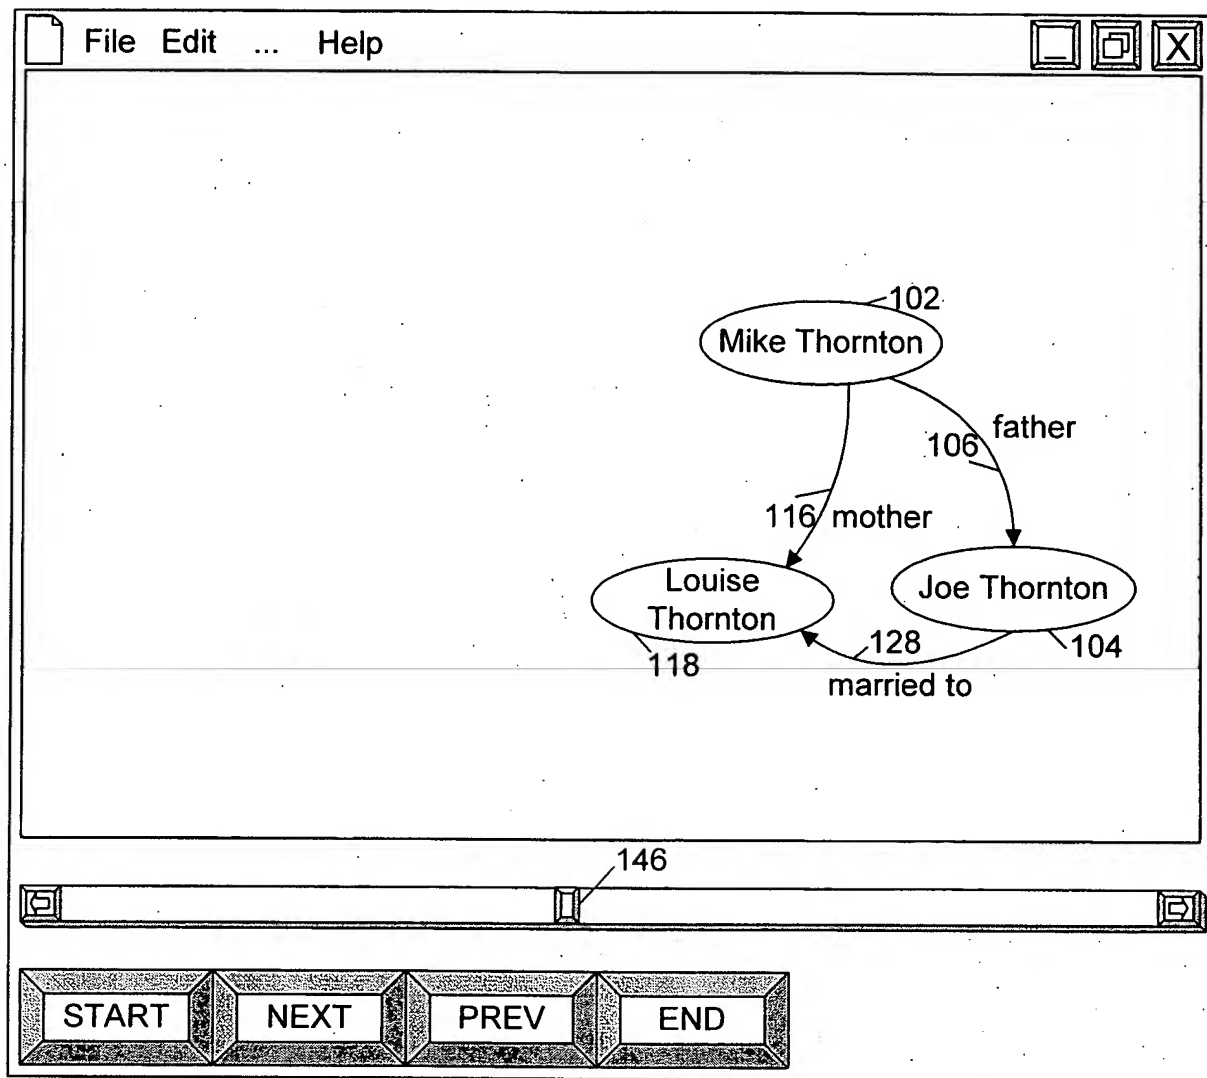 File Edit ... Help
X
102
Mike Thornton
father
106
116 mother
Louise
Thornton
Joe Thornton
128
104
118
married to
146
START NEXT PREV END